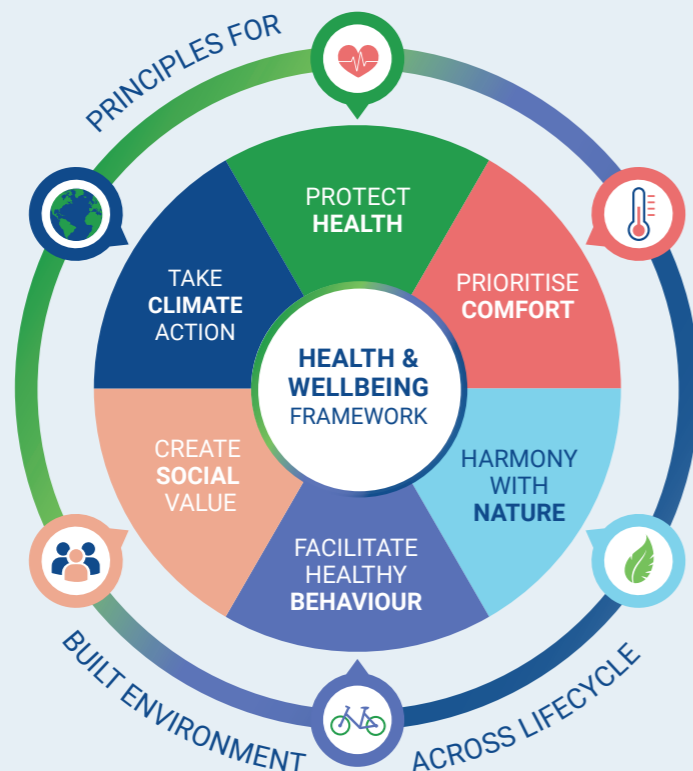 PRINCIPLES FOR
PROTECT
HEALTH
PRIORITISE
COMFORT
HARMONY
WITH
NATURE
FACILITATE
HEALTHY
BEHAVIOUR
CREATE
SOCIAL
VALUE
TAKE
CLIMATE
ACTION
HEALTH &
WELLBEING
FRAMEWORK
BUILT ENVIRONMENT
ACROSS LIFECYCLE